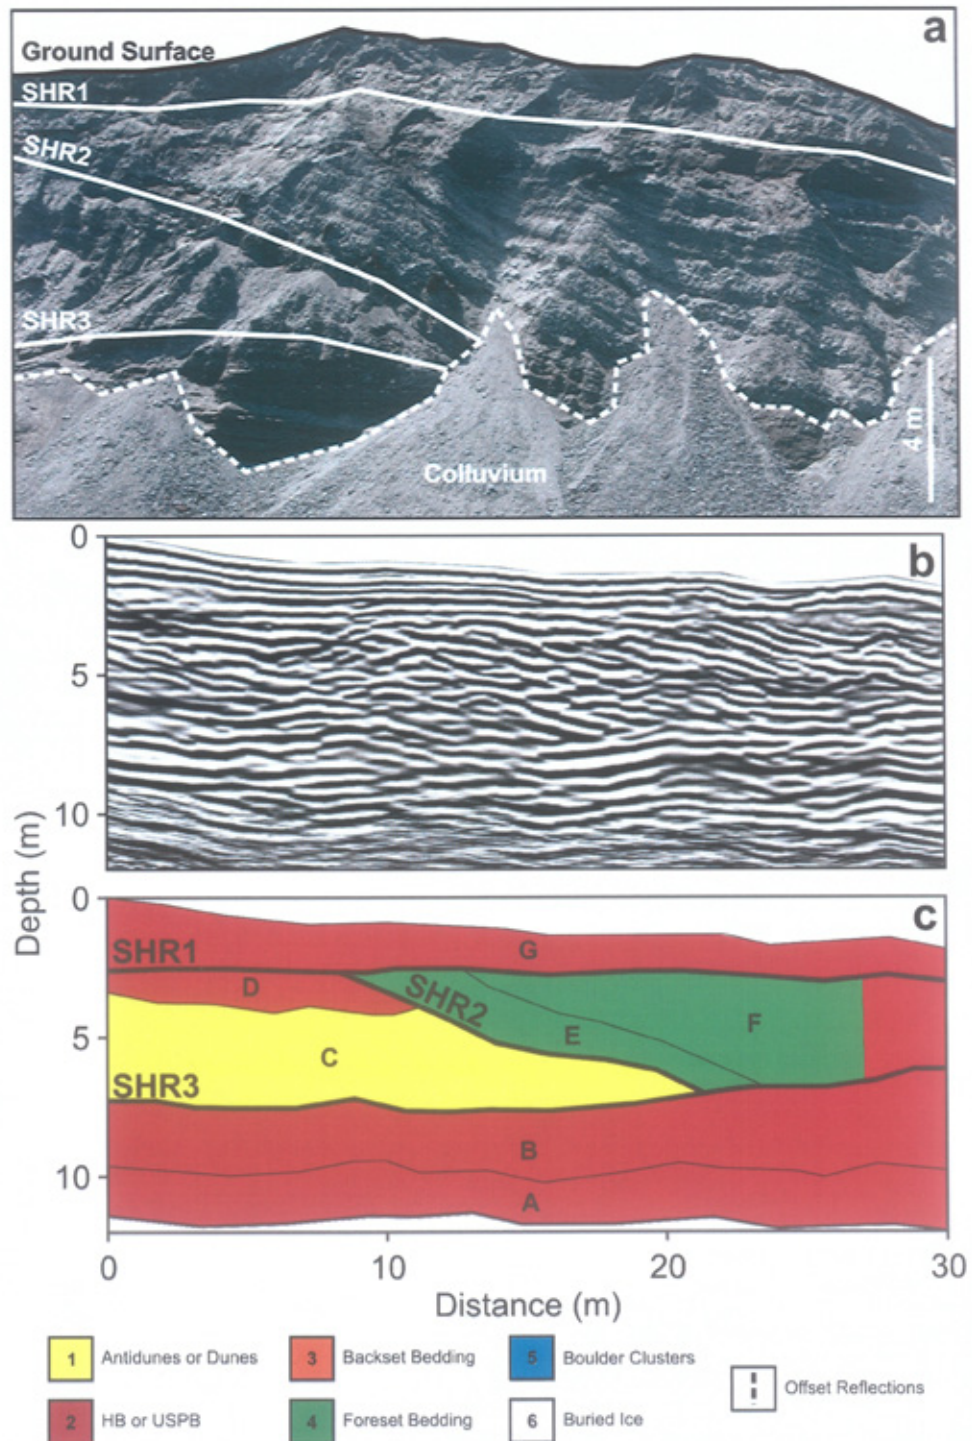 a
Ground Surface
SHR1
SHR2
SHR3
Colluvium
4 m
b
0
5
10
Depth (m)
c
0
5
10
SHR1
G
D
SHR2
E
F
C
SHR3
B
A
0 10 20 30
Distance (m)
1 Antidunes or Dunes
3 Backset Bedding
5 Boulder Clusters
Offset Reflections
2 HB or USPB
4 Foreset Bedding
6 Buried Ice